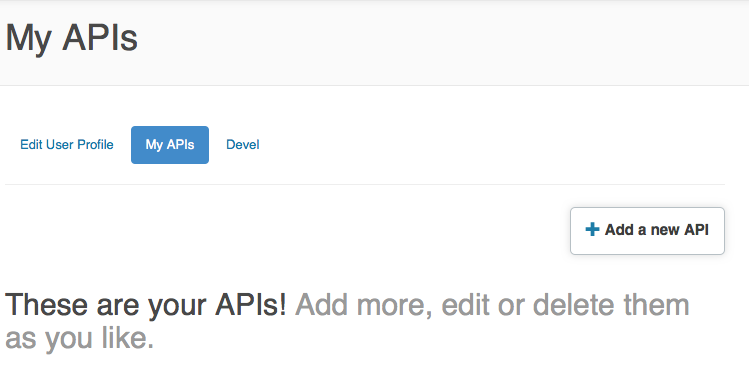 My APIs
Edit User Profile My APIs Devel
Add a new API
These are your APIs! Add more, edit or delete them
as you like.